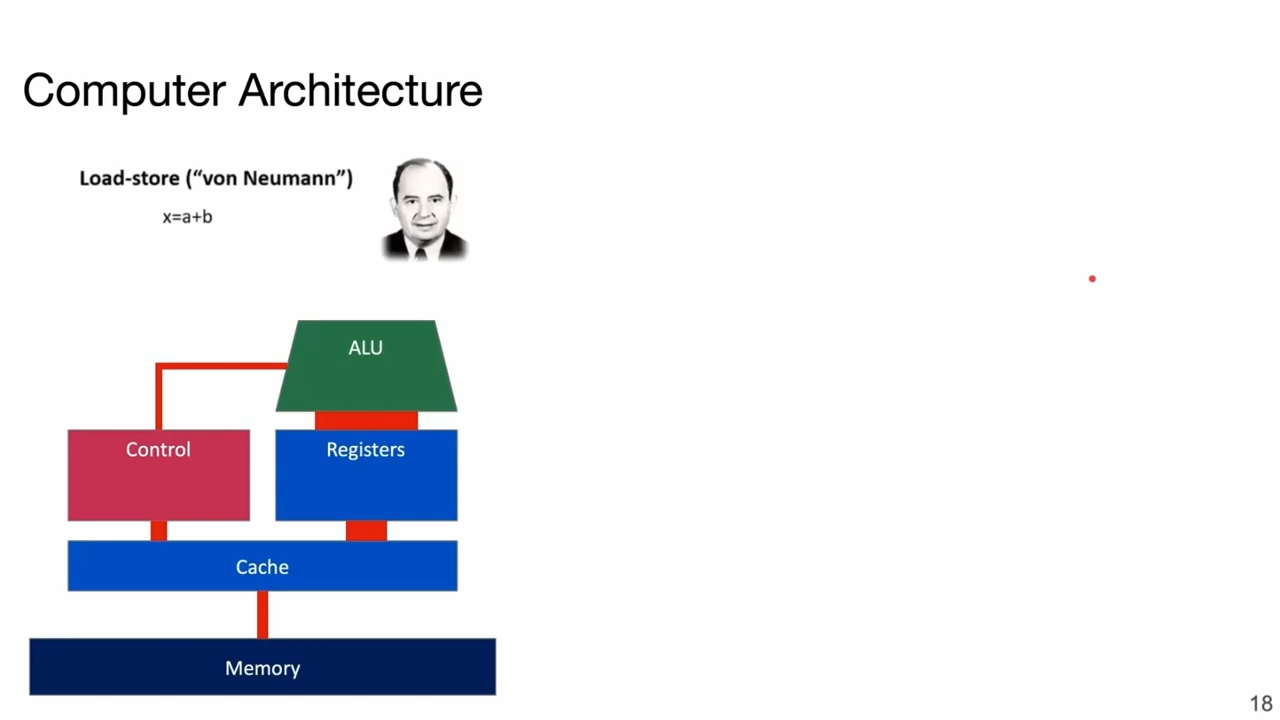 Computer Architecture
Load-store (“von Neumann”)
x=a+b
ALU
Control
Registers
Cache
Memory
18